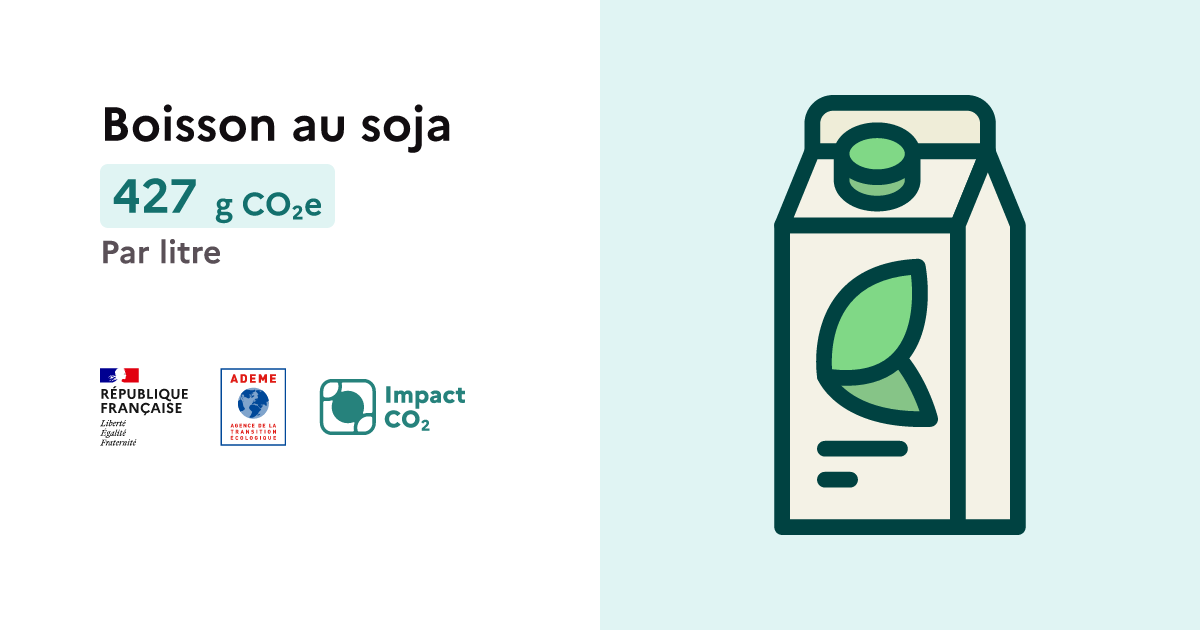 Boisson au soja
427 g CO₂e
Par litre
RÉPUBLIQUE
FRANÇAISE
Liberté
Égalité
Fraternité
ADEME
AGENCE DE LA
TRANSITION
ÉCOLOGIQUE
Impact
CO₂